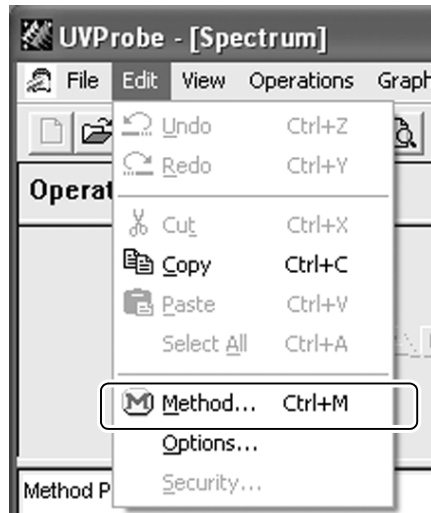 UVProbe - [Spectrum]
File Edit View Operations Graph
Undo Ctrl+Z
Redo Ctrl+Y
Operat
Cut Ctrl+X
Copy Ctrl+C
Paste Ctrl+V
Select All Ctrl+A
Method... Ctrl+M
Options...
Method P
Security...